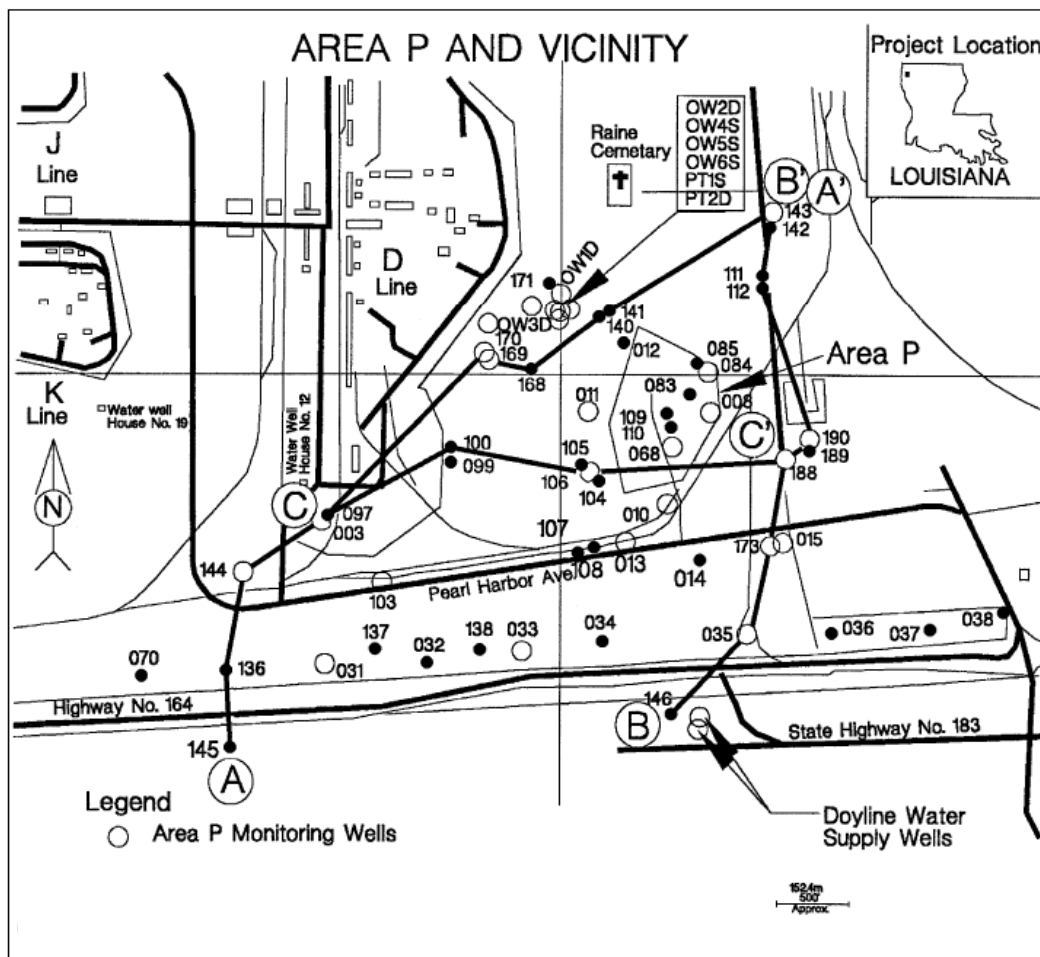 AREA P AND VICINITY
Project Location
LOUISIANA
J
Line
OW2D
OW4S
OW5S
OW6S
PT1S
PT2D
Raine
Cemetary
B'
A'
143
142
D
Line
171
OW1D
111
112
141
140
OW3D
170
169
012
168
085
084
Area P
083
K
Line
Water well
House No. 19
Water Well
House No. 12
011
008
109
110
C'
190
189
188
068
100
099
105
106
104
N
C
097
003
010
107
108
013
173
015
014
144
103
Pearl Harbor Ave.
137
032
138
033
034
035
036
037
038
070
136
031
Highway No. 164
146
B
State Highway No. 183
145
A
Legend
Area P Monitoring Wells
Doyline Water
Supply Wells
152.4m
500'
Approx.